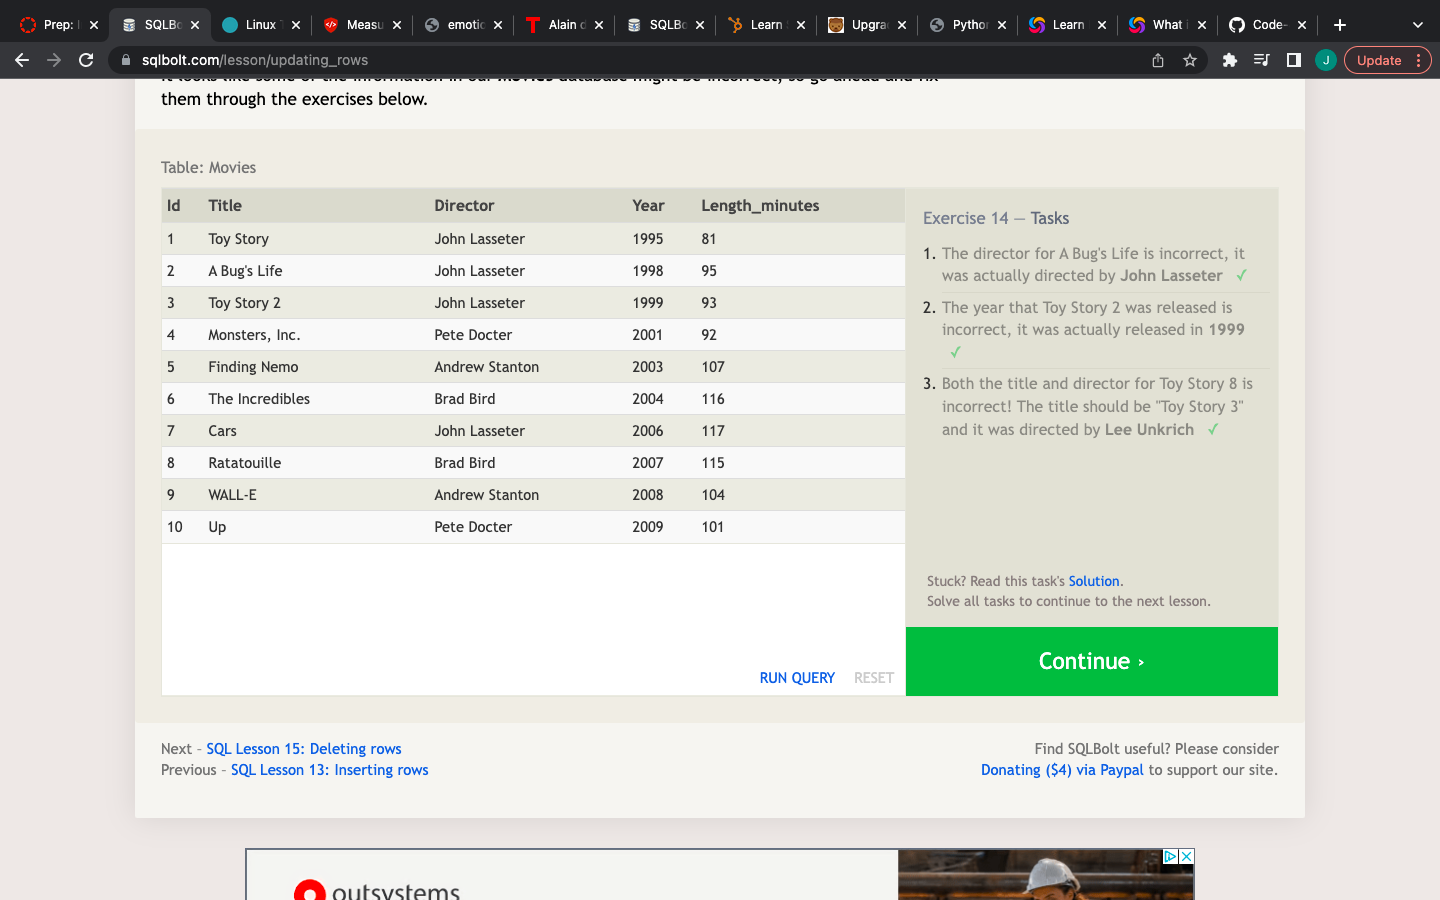 Prep:
SQLBo
Linux
Measu
emotio
Alain d
SQLBo
Learn
Upgra
Python
Learn
What
Code-
sqlbolt.com/lesson/updating_rows
J
Update
them through the exercises below.
Table: Movies
Id Title Director Year Length_minutes
1 Toy Story John Lasseter 1995 81
2 A Bug's Life John Lasseter 1998 95
3 Toy Story 2 John Lasseter 1999 93
4 Monsters, Inc. Pete Docter 2001 92
5 Finding Nemo Andrew Stanton 2003 107
6 The Incredibles Brad Bird 2004 116
7 Cars John Lasseter 2006 117
8 Ratatouille Brad Bird 2007 115
9 WALL-E Andrew Stanton 2008 104
10 Up Pete Docter 2009 101
RUN QUERY RESET
Exercise 14 — Tasks
1. The director for A Bug's Life is incorrect, it
was actually directed by John Lasseter ✓
2. The year that Toy Story 2 was released is
incorrect, it was actually released in 1999
✓
3. Both the title and director for Toy Story 8 is
incorrect! The title should be "Toy Story 3"
and it was directed by Lee Unkrich ✓
Stuck? Read this task's Solution.
Solve all tasks to continue to the next lesson.
Continue ›
Next – SQL Lesson 15: Deleting rows
Previous – SQL Lesson 13: Inserting rows
Find SQLBolt useful? Please consider
Donating ($4) via Paypal to support our site.
outsystems